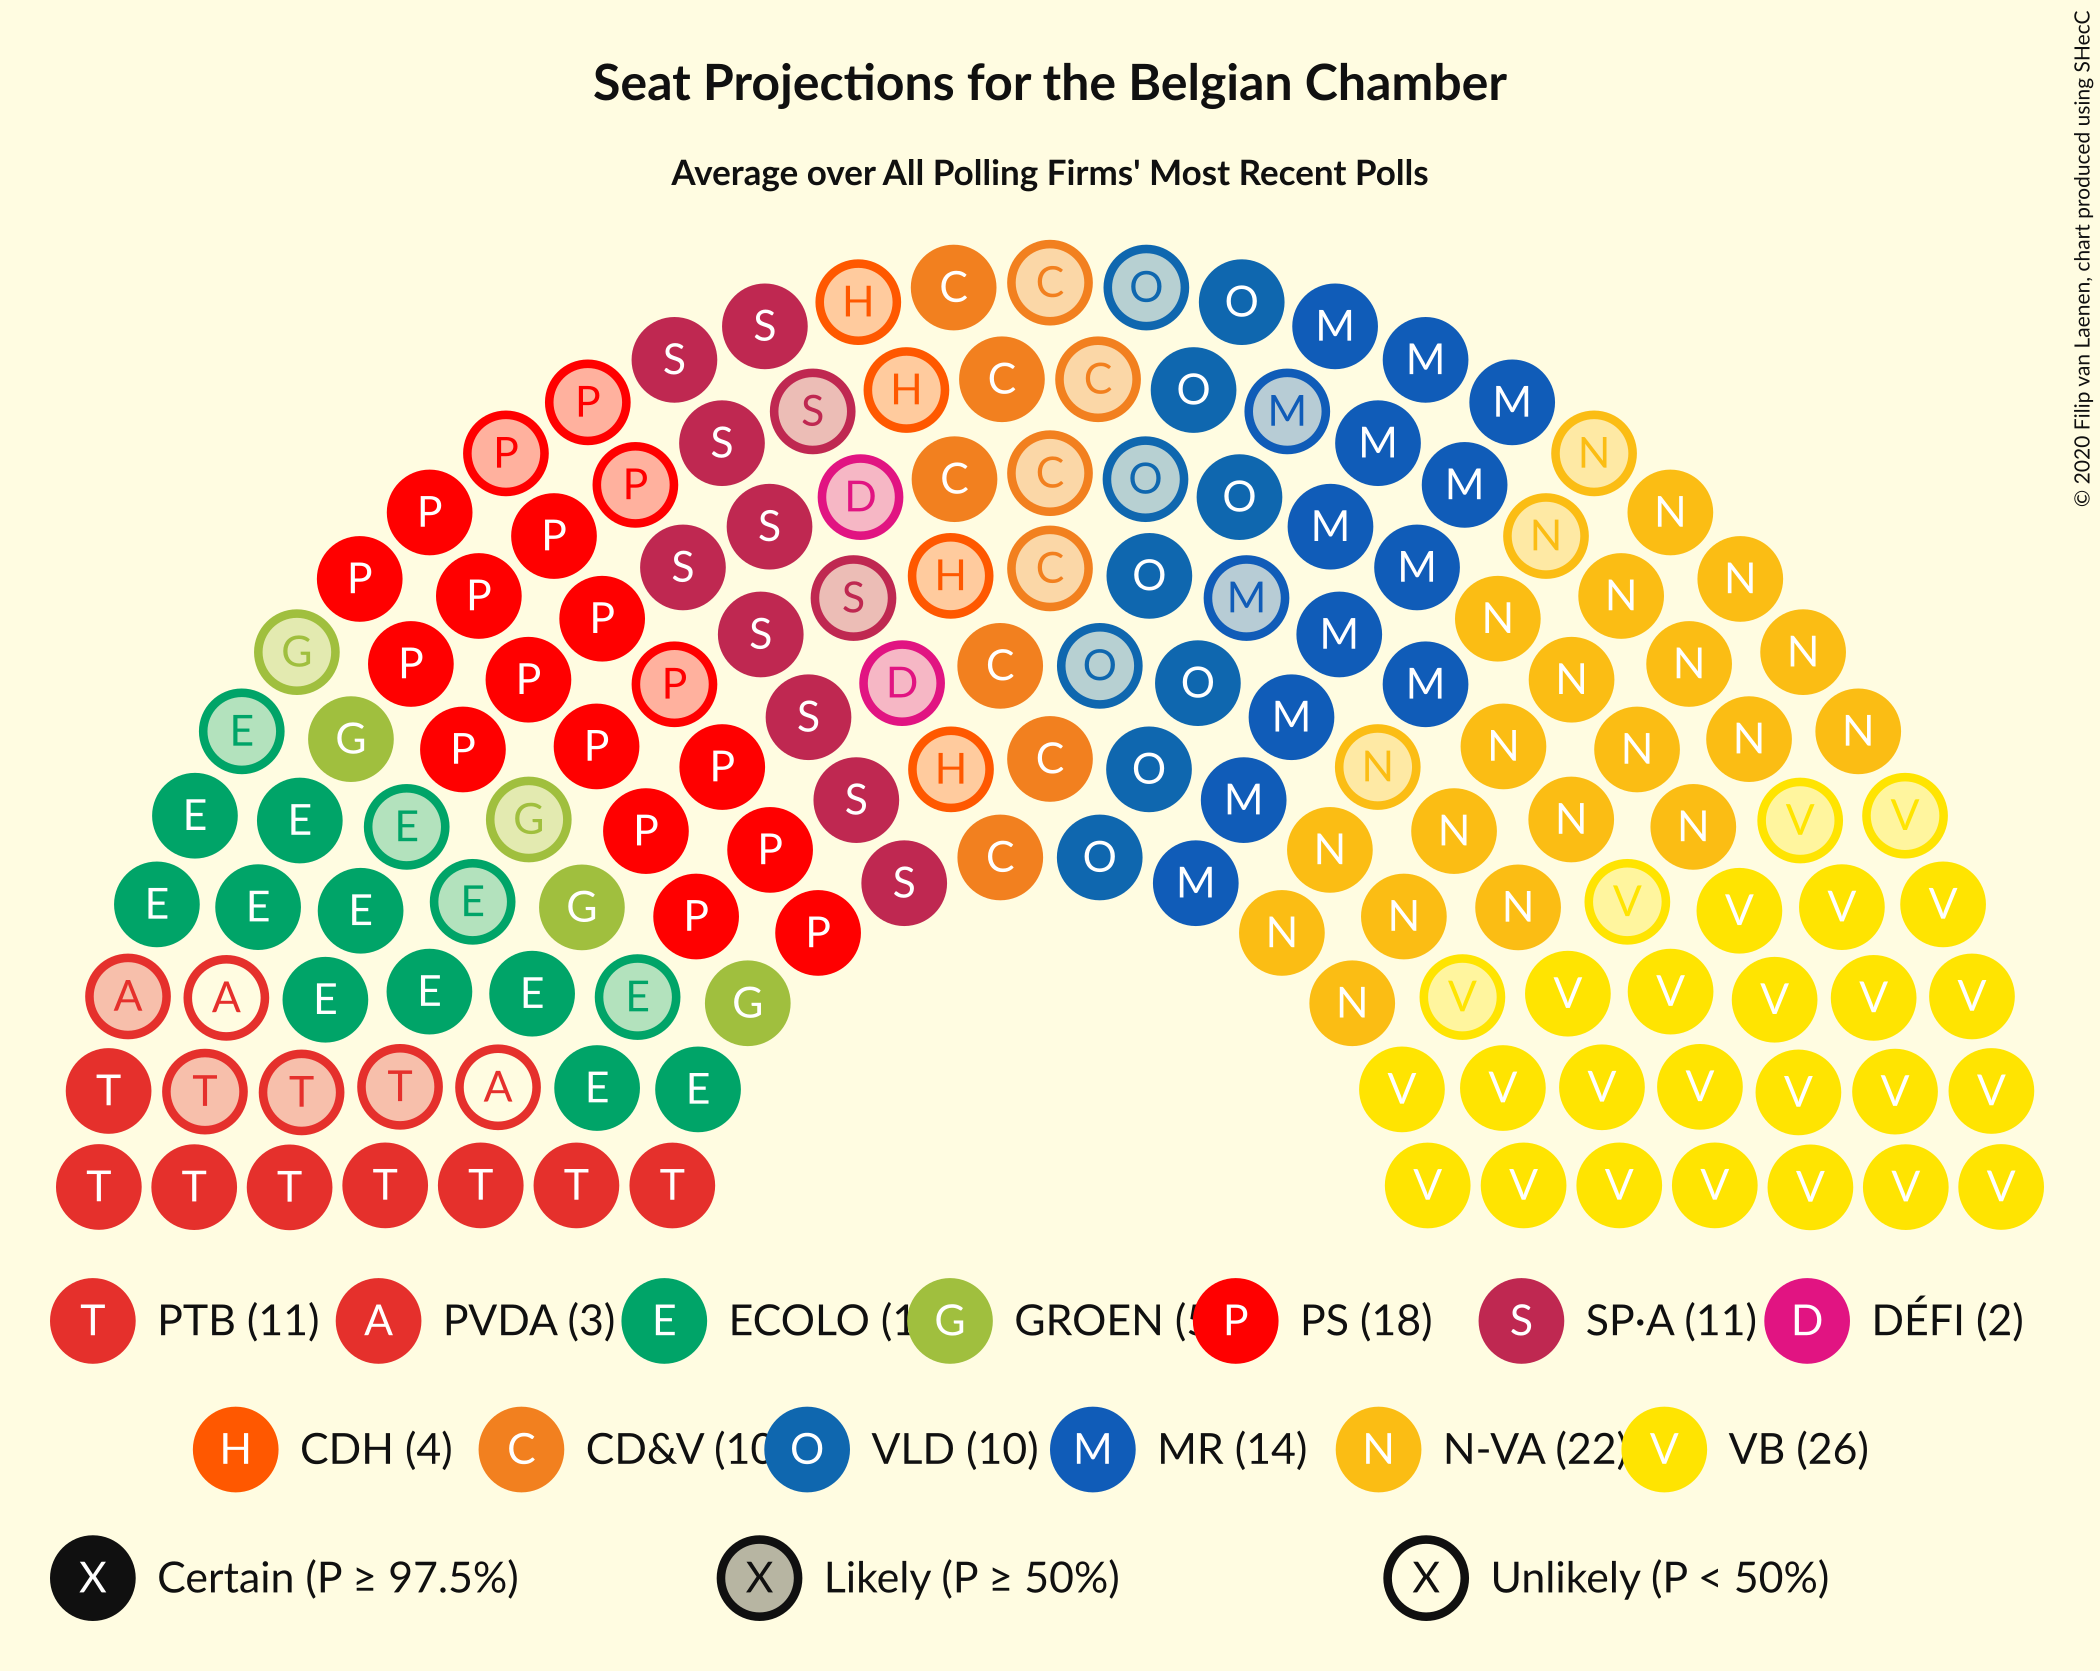 Seat Projections for the Belgian Chamber
Average over All Polling Firms' Most Recent Polls
© 2020 Filip van Laenen, chart produced using SHecC
H C C O O M
S S M M
P H C C O M M
P S S M M N
P P D C C O O M N N
P P S S M M N N
P P P S H C O M M N N N
G P P P S D C O O M N N N N
E G P P P S H C O M N N N N N
E E E G P P S C O M N N N N V V
E E E E G P P S M N N N V V V V
A A E E E E G P N N V V V V V V
T T T T A E E V V V V V V V
T T T T T T T V V V V V V V
T PTB (11) A PVDA (3) E ECOLO (1 G GROEN (5 P PS (18) S SP·A (11) D DÉFI (2)
H CDH (4) C CD&V (10 O VLD (10) M MR (14) N N-VA (22) V VB (26)
X Certain (P ≥ 97.5%) X Likely (P ≥ 50%) X Unlikely (P < 50%)